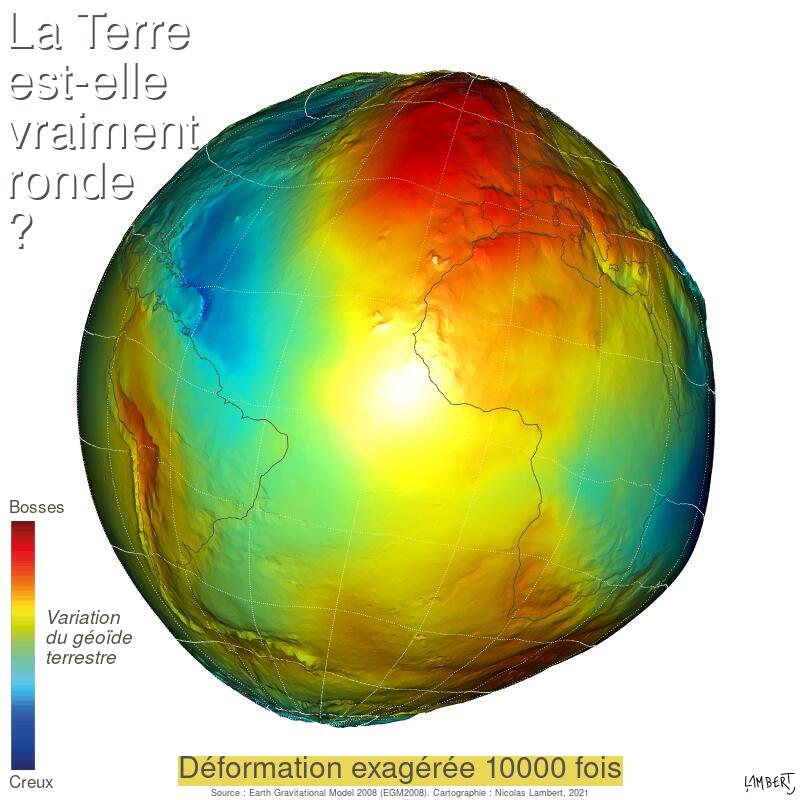 La Terre
est-elle
vraiment
ronde
?
Bosses
Variation
du géoïde
terrestre
Creux
Déformation exagérée 10000 fois
Source : Earth Gravitational Model 2008 (EGM2008). Cartographie : Nicolas Lambert, 2021
LAMBERT